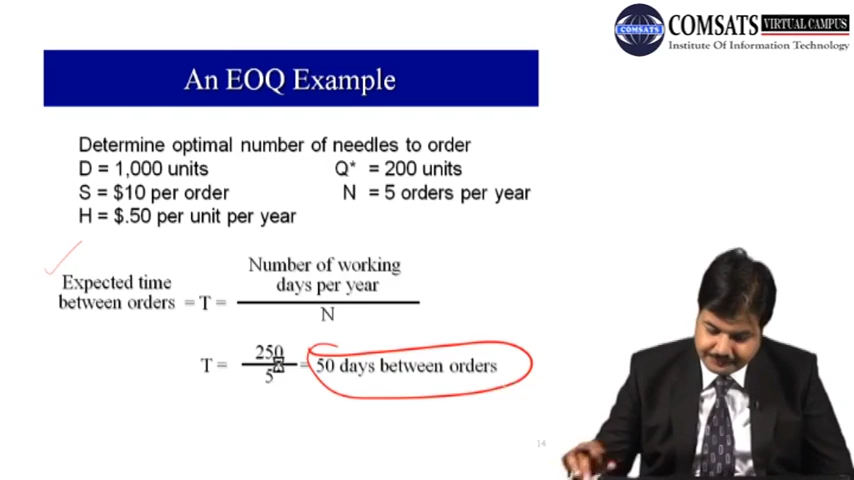 COMSATS
COMSATS VIRTUAL CAMPUS
Institute Of Information Technology
An EOQ Example
Determine optimal number of needles to order
D = 1,000 units Q* = 200 units
S = $10 per order N = 5 orders per year
H = $.50 per unit per year
Expected time between orders = T = Number of working days per year / N
T = 250 / 5 = 50 days between orders
14